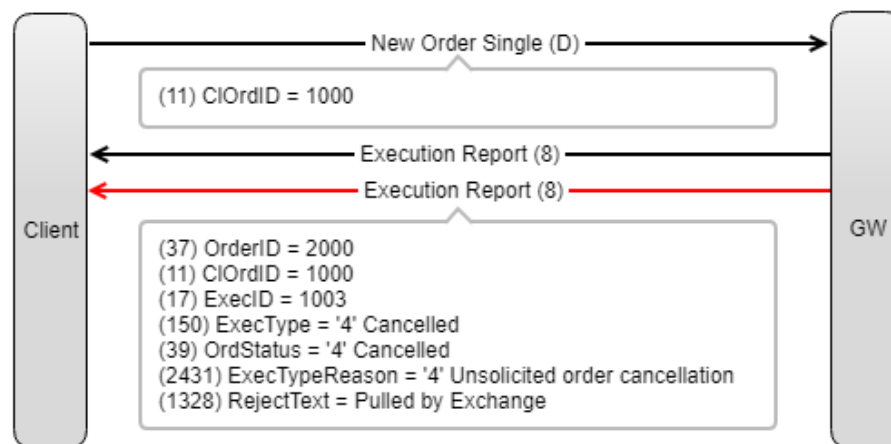 New Order Single (D)
(11) ClOrdID = 1000
Execution Report (8)
Execution Report (8)
Client
GW
(37) OrderID = 2000
(11) ClOrdID = 1000
(17) ExecID = 1003
(150) ExecType = '4' Cancelled
(39) OrdStatus = '4' Cancelled
(2431) ExecTypeReason = '4' Unsolicited order cancellation
(1328) RejectText = Pulled by Exchange